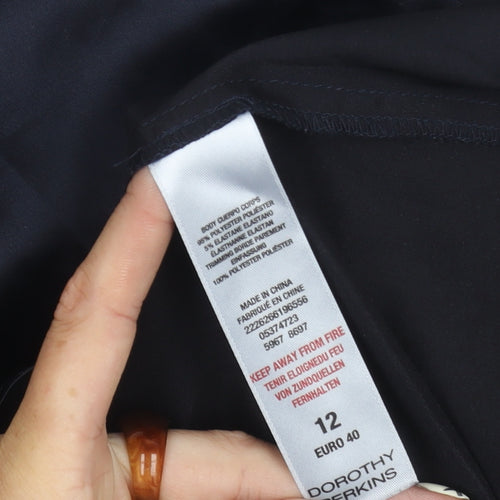 BODY CUERPO CORPS
95% POLYESTER POLIÉSTER
5% ELASTANE ELASTANO
ÉLASTHANNE ELASTAN
TRIMMING BORDE PAREMENT
EINFASSUNG
100% POLYESTER POLIÉSTER
MADE IN CHINA
FABRIQUÉ EN CHINE
2226266196556
05374723
5967 8697
KEEP AWAY FROM FIRE
TENIR ELOIGNEDU FEU
VON ZUNDQUELLEN
FERNHALTEN
12
EURO 40
DOROTHY
PERKINS